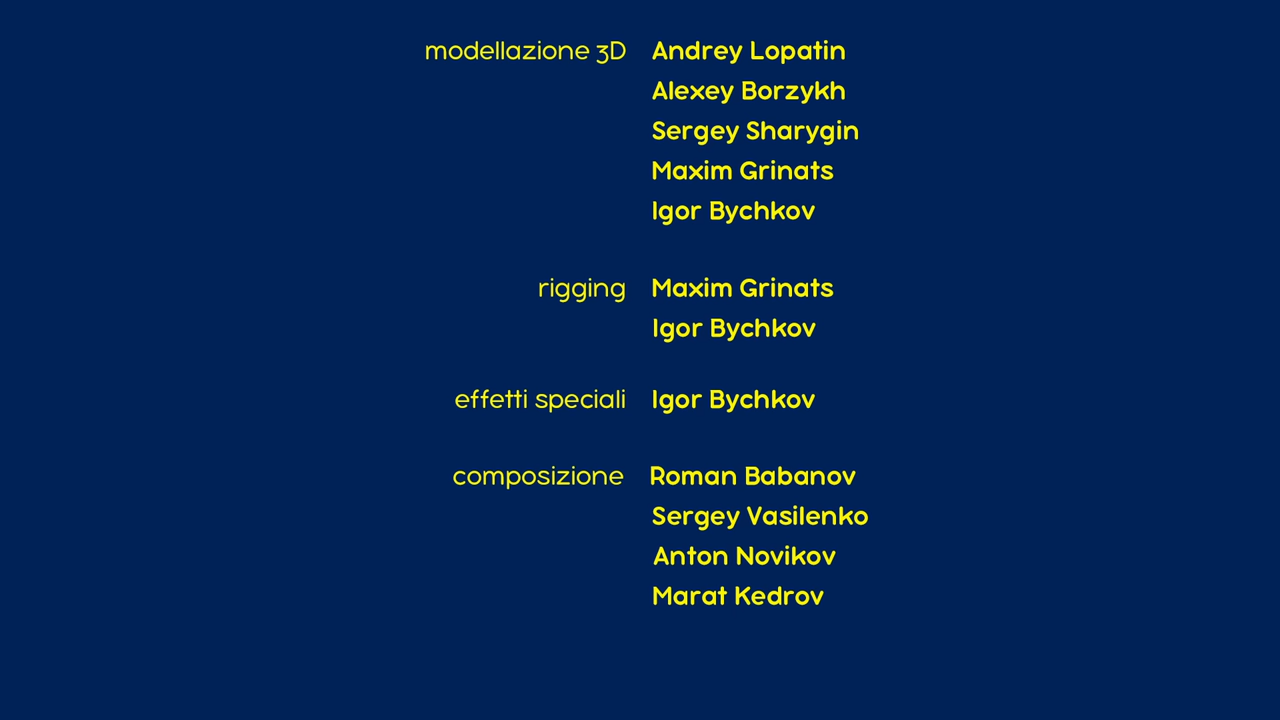 modellazione 3D Andrey Lopatin
Alexey Borzykh
Sergey Sharygin
Maxim Grinats
Igor Bychkov
rigging Maxim Grinats
Igor Bychkov
effetti speciali Igor Bychkov
composizione Roman Babanov
Sergey Vasilenko
Anton Novikov
Marat Kedrov